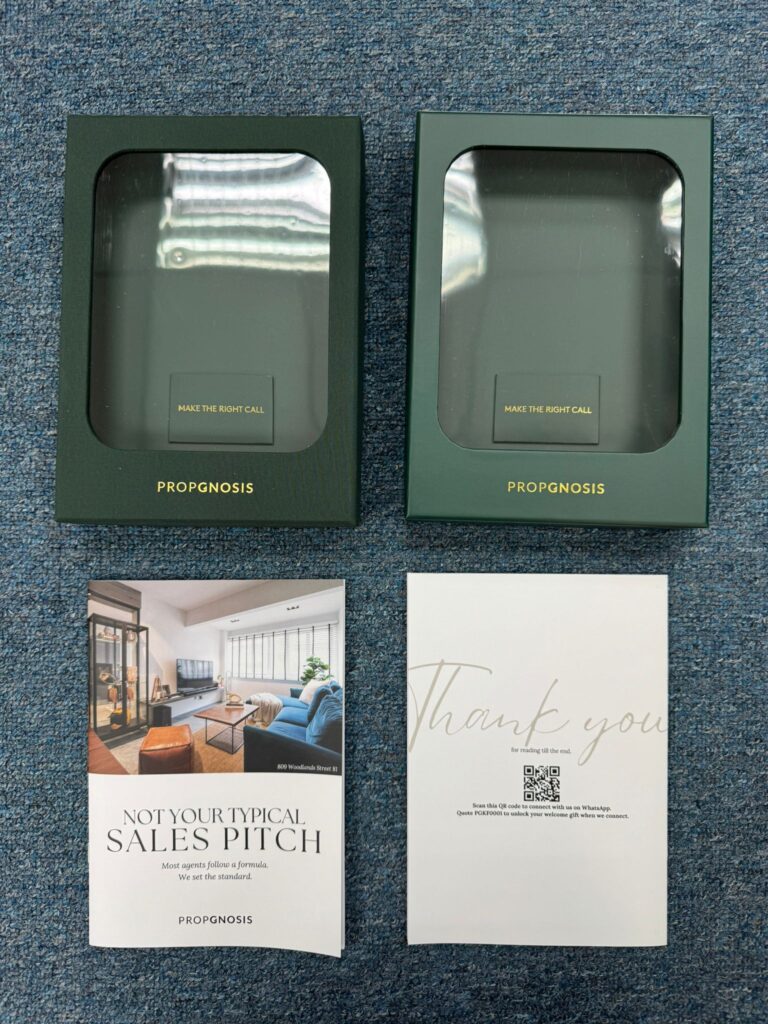 MAKE THE RIGHT CALL
PROPGNOSIS
MAKE THE RIGHT CALL
PROPGNOSIS
809 Woodlands Street 81
NOT YOUR TYPICAL
SALES PITCH
Most agents follow a formula.
We set the standard.
PROPGNOSIS
Thank you
for reading till the end.
Scan this QR code to connect with us on WhatsApp.
Quote PGKF0001 to unlock your welcome gift when we connect.